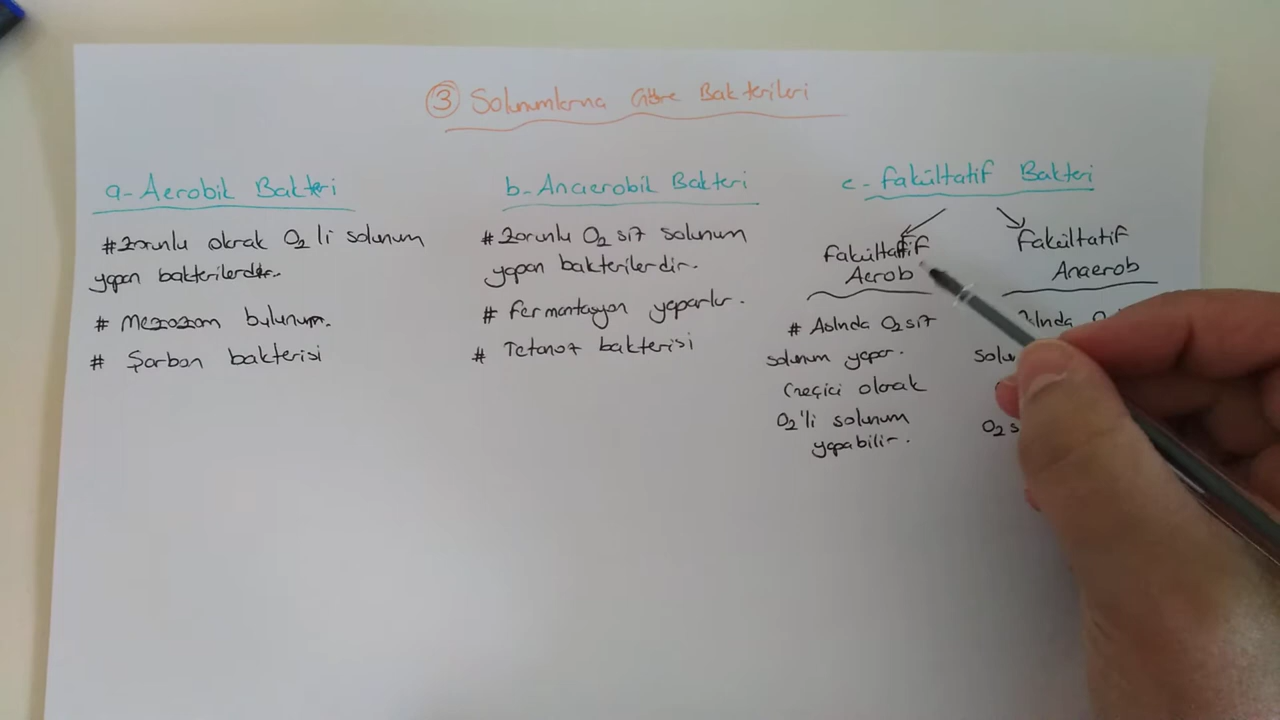 3 Solunumlarına Göre Bakterileri
a- Aerobik Bakteri
# Zorunlu olarak O2 li solunum
yapan bakterilerdir.
# Mezozom bulunur.
# Şarbon bakterisi
b- Anaerobik Bakteri
# Zorunlu O2 siz solunum
yapan bakterilerdir.
# Fermantasyon yaparlar.
# Tetanoz bakterisi
c- Fakültatif Bakteri
Fakültatif
Aerob
# Aslında O2 siz
solunum yapar.
Geçici olarak
O2'li solunum
yapabilir.
Fakültatif
Anaerob